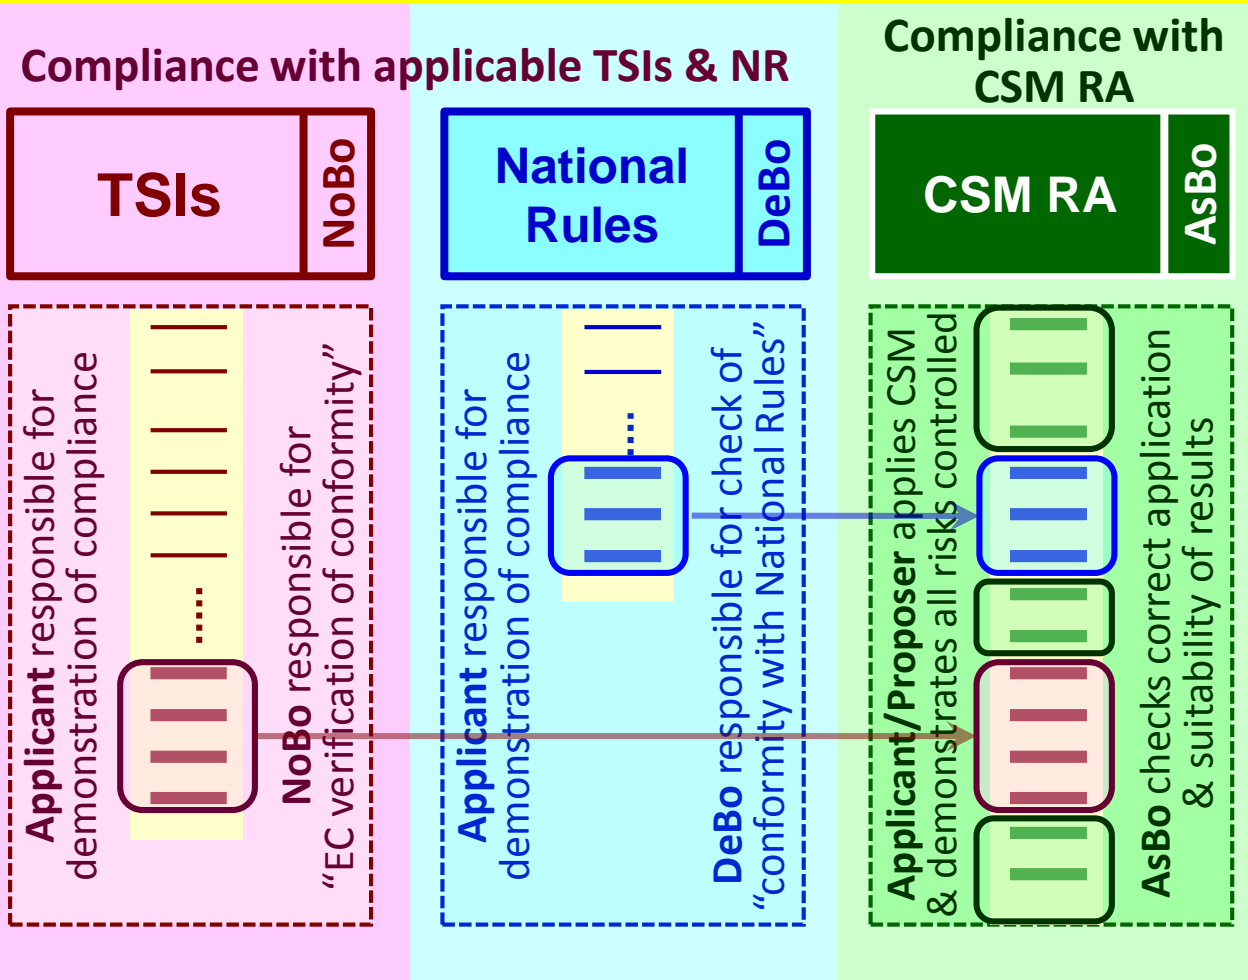 Compliance with applicable TSIs & NR
Compliance with
CSM RA
TSIs
NoBo
National
Rules
DeBo
CSM RA
AsBo
Applicant responsible for
demonstration of compliance
NoBo responsible for
“EC verification of conformity”
Applicant responsible for
demonstration of compliance
DeBo responsible for check of
“conformity with National Rules”
Applicant/Proposer applies CSM
& demonstrates all risks controlled
AsBo checks correct application
& suitability of results